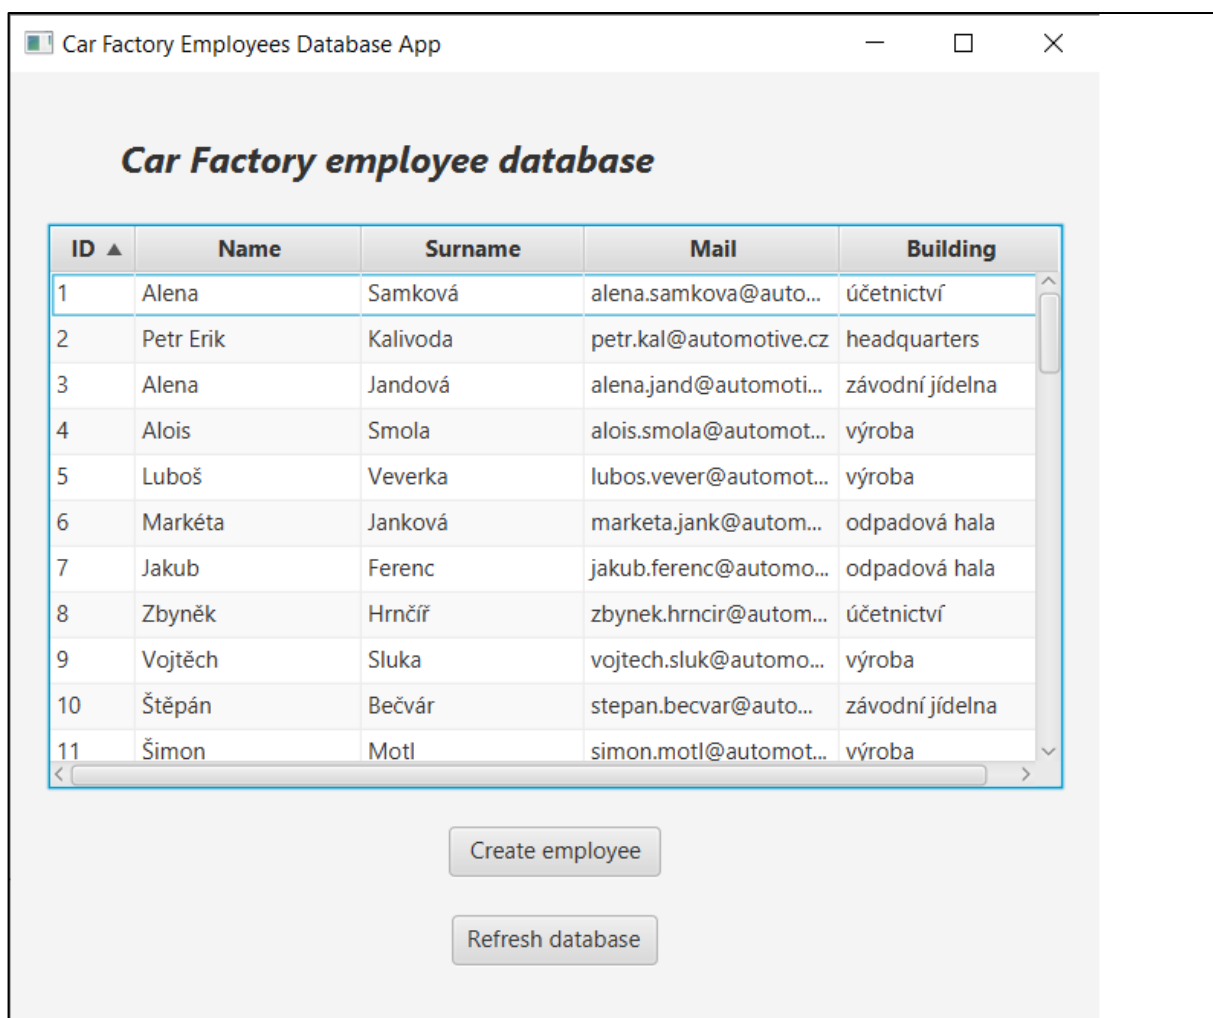 Car Factory Employees Database App
Car Factory employee database
ID Name Surname Mail Building
1 Alena Samková alena.samkova@auto... účetnictví
2 Petr Erik Kalivoda petr.kal@automotive.cz headquarters
3 Alena Jandová alena.jand@automoti... závodní jídelna
4 Alois Smola alois.smola@automot... výroba
5 Luboš Veverka lubos.vever@automot... výroba
6 Markéta Janková marketa.jank@autom... odpadová hala
7 Jakub Ferenc jakub.ferenc@automo... odpadová hala
8 Zbyněk Hrnčíř zbynek.hrncir@autom... účetnictví
9 Vojtěch Sluka vojtech.sluk@automo... výroba
10 Štěpán Bečvár stepan.becvar@auto... závodní jídelna
11 Šimon Motl simon.motl@automot... výroba
Create employee
Refresh database